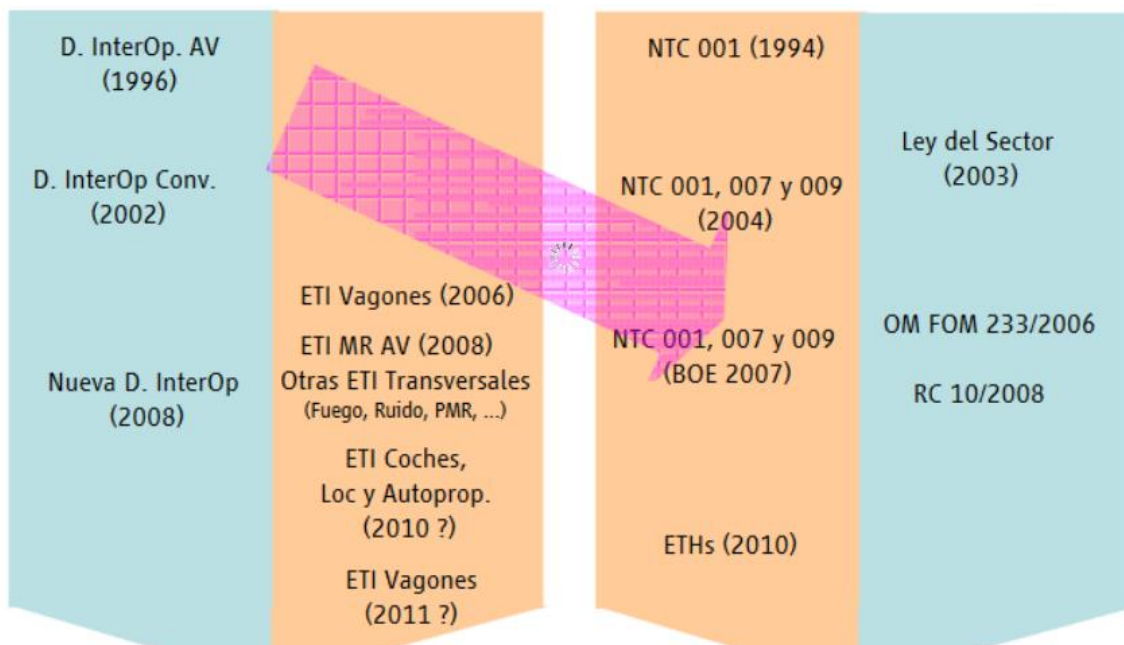 D. InterOp. AV
(1996)
D. InterOp Conv.
(2002)
Nueva D. InterOp
(2008)
ETI Vagones (2006)
ETI MR AV (2008)
Otras ETI Transversales
(Fuego, Ruido, PMR, ...)
ETI Coches,
Loc y Autoprop.
(2010 ?)
ETI Vagones
(2011 ?)
NTC 001 (1994)
NTC 001, 007 y 009
(2004)
NTC 001, 007 y 009
(BOE 2007)
ETHs (2010)
Ley del Sector
(2003)
OM FOM 233/2006
RC 10/2008